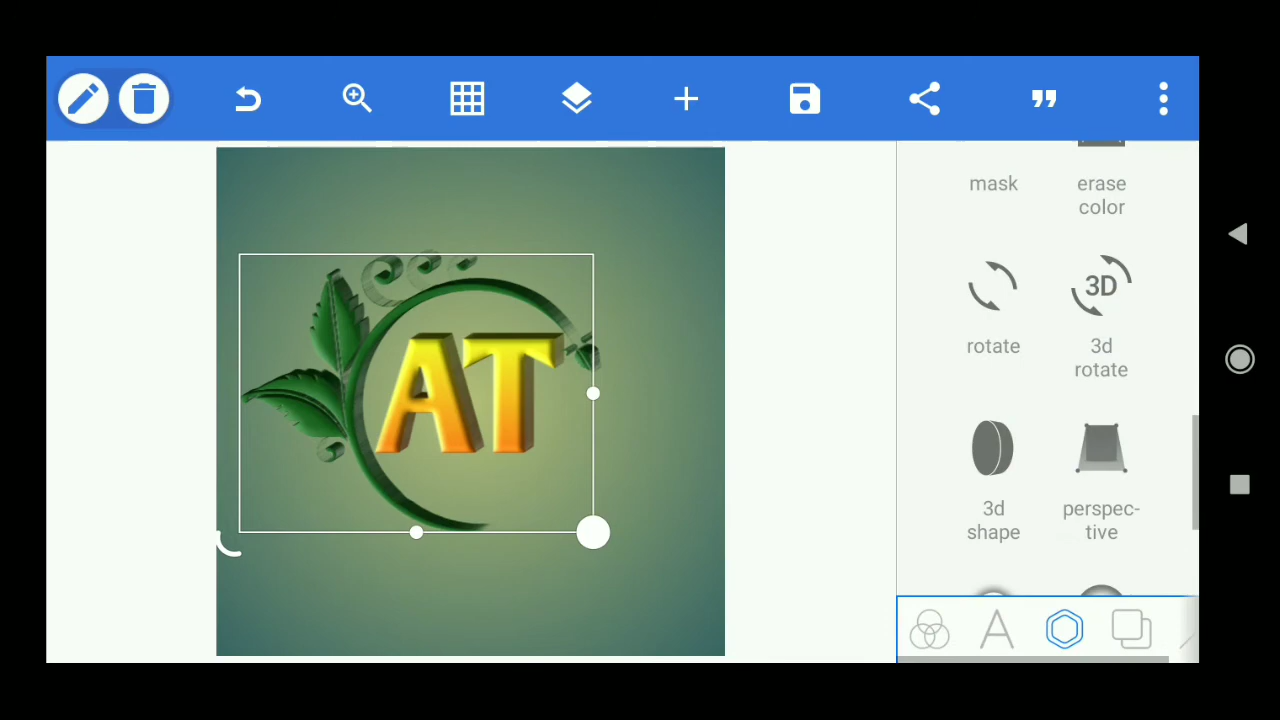 mask
erase
color
AT
rotate
3D
3d
rotate
3d
shape
perspec-
tive
A